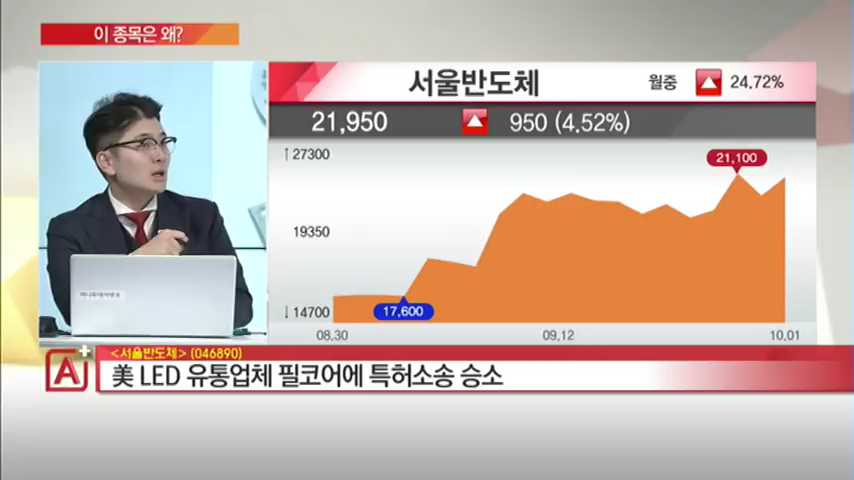 이 종목은 왜?
서울반도체
월중 ▲ 24.72%
21,950 ▲ 950 (4.52%)
↑27300
21,100
19350
17,600
↓14700
08.30 09.12 10.01
A+
<서울반도체> (046890)
美 LED 유통업체 필코어에 특허소송 승소